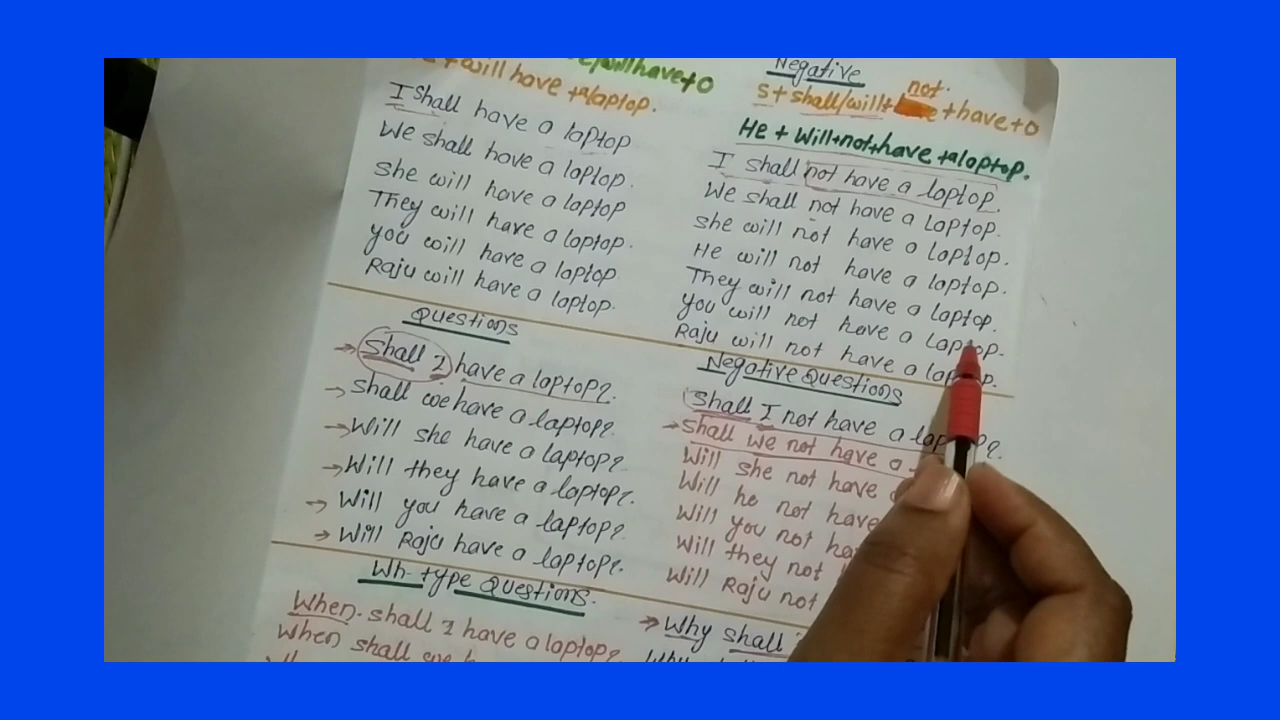 will have + O
+ will have + a laptop.
I shall have a laptop
We shall have a laptop.
She will have a laptop
They will have a laptop.
you will have a laptop
Raju will have a laptop.
Negative
not.
S + shall/will + + have + O
He + Will + not + have + a laptop.
I shall not have a laptop.
We shall not have a laptop.
She will not have a laptop.
He will not have a laptop.
They will not have a laptop.
you will not have a laptop.
Raju will not have a laptop.
Questions
→ Shall I have a laptop?
→ Shall we have a laptop?
→ Will she have a laptop?
→ Will they have a laptop?
→ Will you have a laptop?
→ Will Raju have a laptop?
Negative Questions
Shall I not have a laptop?
→ Shall we not have a
Will she not have
Will he not have
Will you not
Will they not
Will Raju not
Wh- type Questions.
When shall I have a laptop?
When shall we
→ Why shall